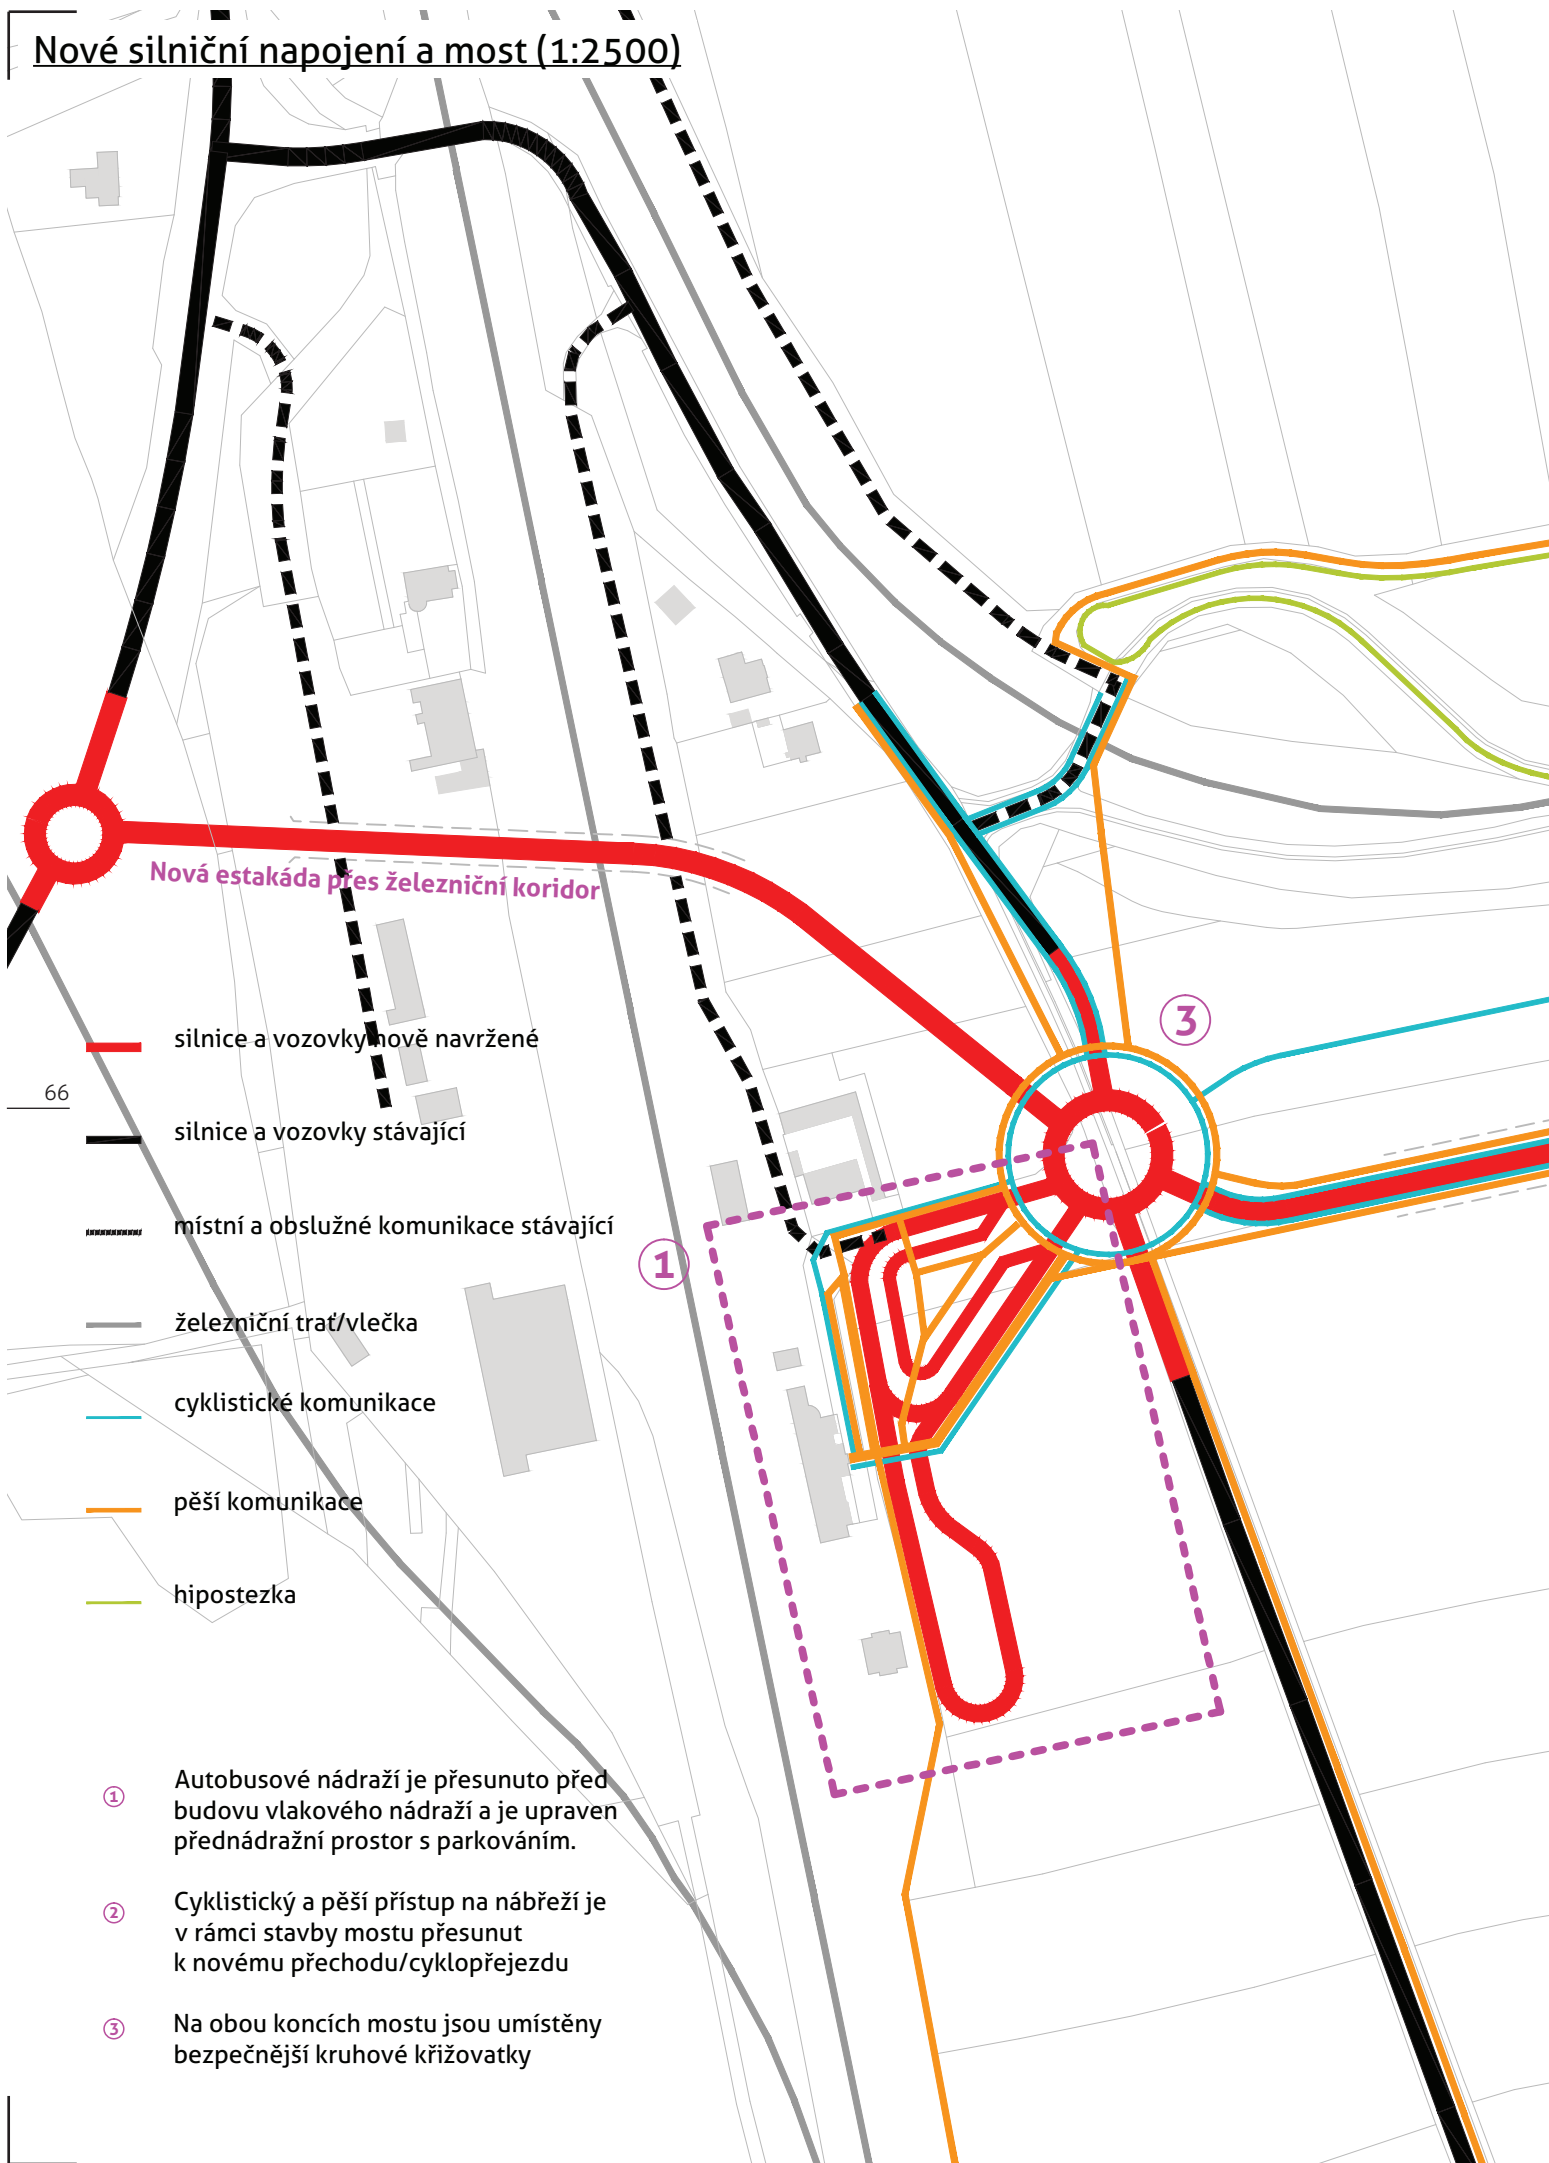 Nové silniční napojení a most (1:2500)
Nová estakáda přes železniční koridor
3
silnice a vozovky nově navržené
66
silnice a vozovky stávající
místní a obslužné komunikace stávající
1
železniční trať/vlečka
cyklistické komunikace
pěší komunikace
hipostezka
1
Autobusové nádraží je přesunuto před
budovu vlakového nádraží a je upraven
přednádražní prostor s parkováním.
2
Cyklistický a pěší přístup na nábřeží je
v rámci stavby mostu přesunut
k novému přechodu/cyklopřejezdu
3
Na obou koncích mostu jsou umístěny
bezpečnější kruhové křižovatky